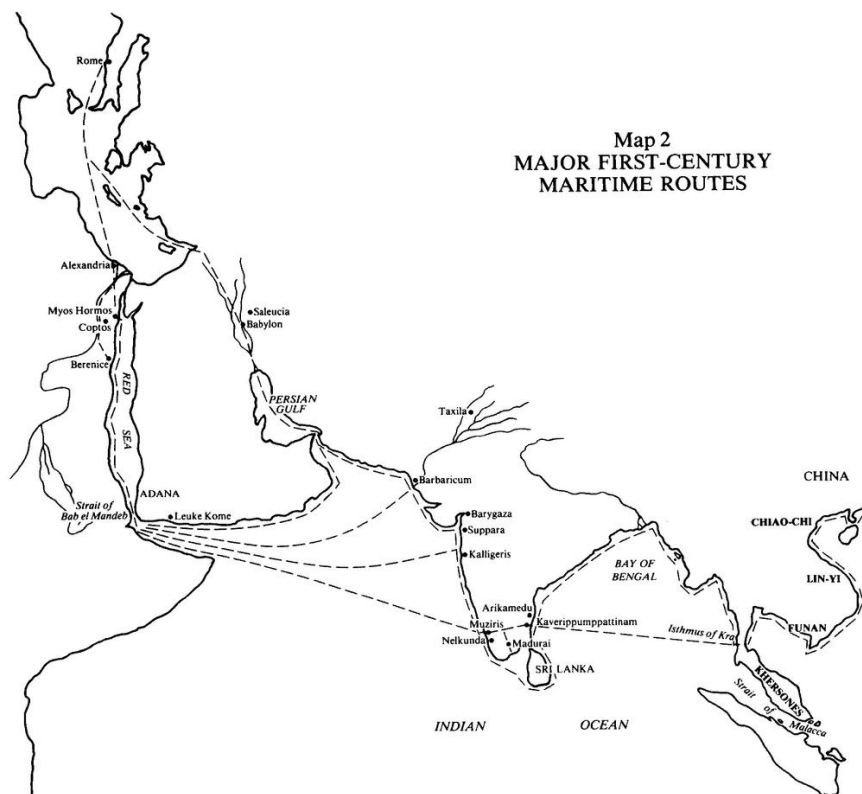 Map 2
MAJOR FIRST-CENTURY
MARITIME ROUTES
Rome
Alexandria
Myos Hormos
Coptos
Berenice
RED
SEA
Saleucia
Babylon
PERSIAN
GULF
Taxila
Barbaricum
ADANA
Strait of
Bab el Mandeb
Leuke Kome
Barygaza
Suppara
Kalligeris
BAY OF
BENGAL
CHINA
CHIAO-CHI
LIN-YI
FUNAN
Arikamedu
Muziris
Kaverippumppattinam
Nelkunda
Madurai
SRI LANKA
Isthmus of Kra
KHERSONES
Strait of Malacca
INDIAN OCEAN